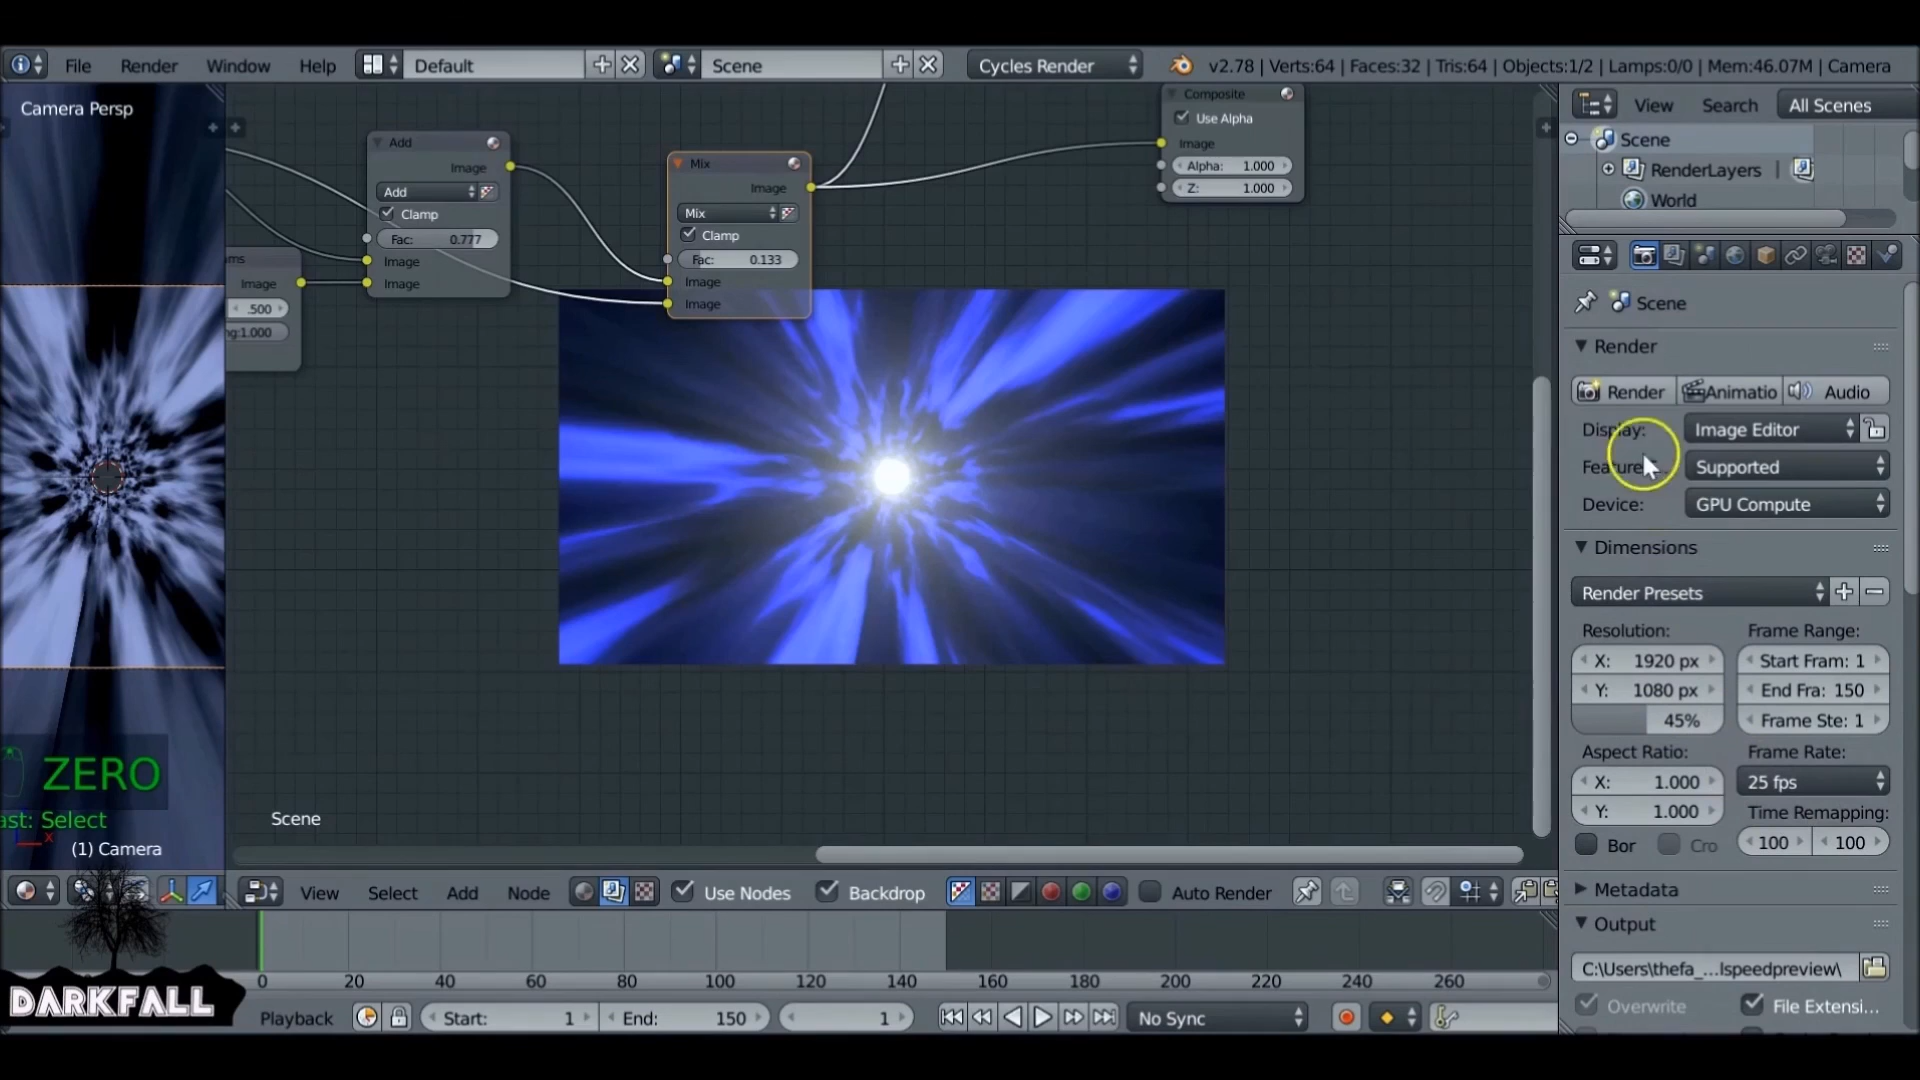 File Render Window Help Default Scene Cycles Render v2.78 | Verts:64 | Faces:32 | Tris:64 | Objects:1/2 | Lamps:0/0 | Mem:46.07M | Camera
Camera Persp
Add
Image
Add
Clamp
Fac: 0.777
Image
Image
Image
.500
ng:1.000
Mix
Image
Mix
Clamp
Fac: 0.133
Image
Image
Composite
Use Alpha
Image
Alpha: 1.000
Z: 1.000
View Search All Scenes
Scene
RenderLayers
World
Scene
Render
Render Animatio Audio
Display: Image Editor
Feature Supported
Device: GPU Compute
Dimensions
Render Presets
Resolution: Frame Range:
X: 1920 px Start Fram: 1
Y: 1080 px End Fra: 150
45% Frame Ste: 1
Aspect Ratio: Frame Rate:
X: 1.000 25 fps
Y: 1.000 Time Remapping:
Bor Cro 100 100
Metadata
Output
C:\Users\thefa_...lspeedpreview\
Overwrite File Extensi...
ZERO
ast: Select
x
(1) Camera
Scene
View Select Add Node Use Nodes Backdrop Auto Render
0 20 40 60 80 100 120 140 160 180 200 220 240 260
DARKFALL
Playback Start: 1 End: 150 1 No Sync